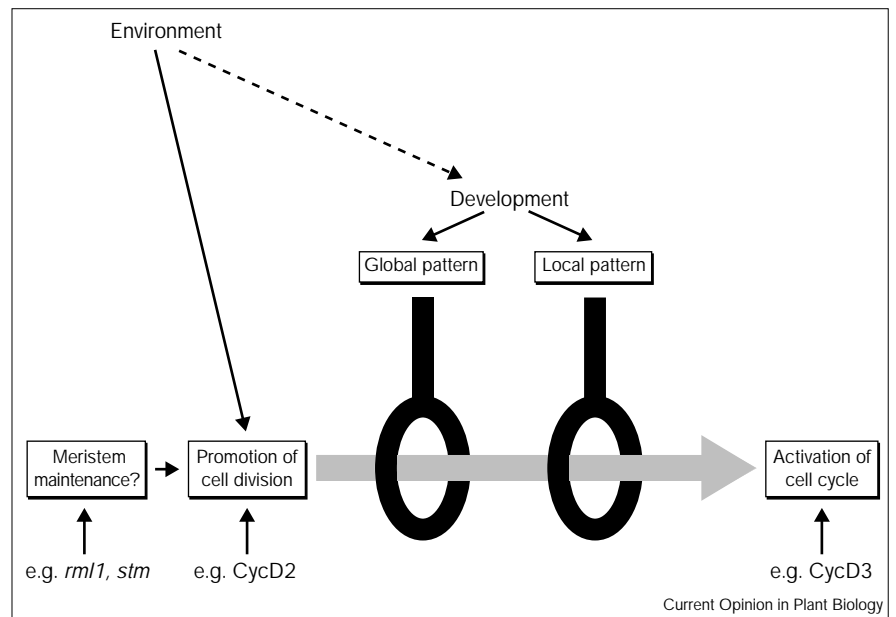 Environment
Development
Global pattern
Local pattern
Meristem
maintenance?
Promotion of
cell division
Activation of
cell cycle
e.g. rml1, stm
e.g. CycD2
e.g. CycD3
Current Opinion in Plant Biology